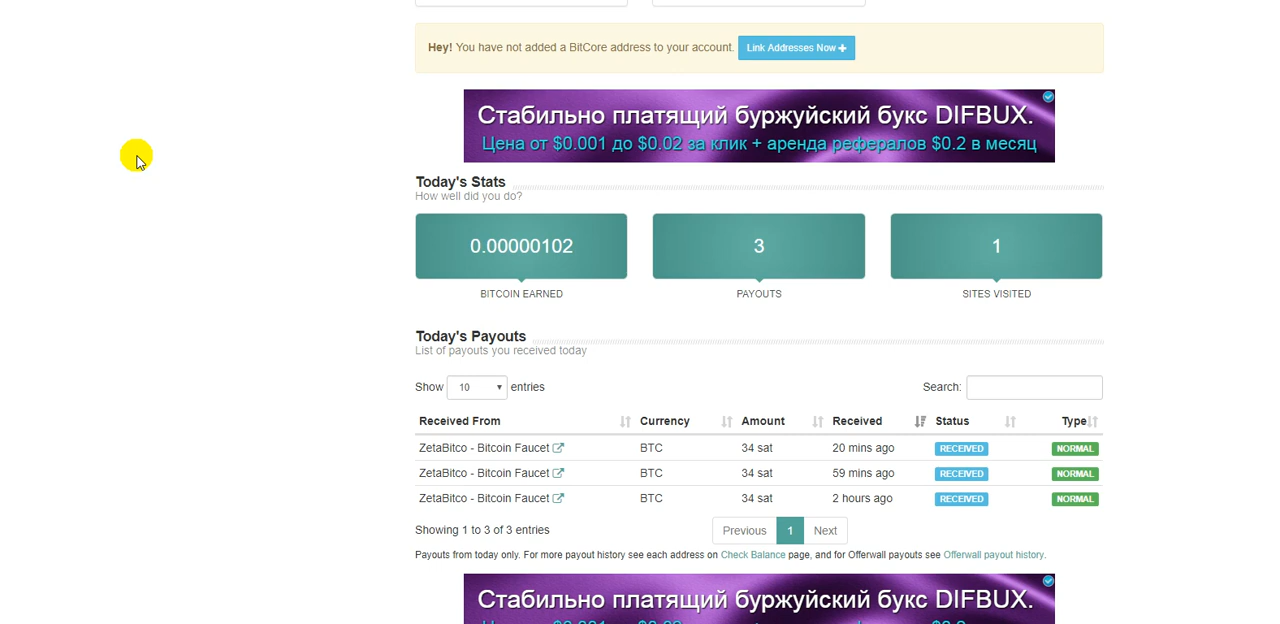 Hey! You have not added a BitCore address to your account. Link Addresses Now
Стабильно платящий буржуйский букс DIFBUX.
Цена от $0.001 до $0.02 за клик + аренда рефералов $0.2 в месяц
Today's Stats
How well did you do?
0.00000102 3 1
BITCOIN EARNED PAYOUTS SITES VISITED
Today's Payouts
List of payouts you received today
Show 10 entries Search:
Received From Currency Amount Received Status Type
ZetaBitco - Bitcoin Faucet BTC 34 sat 20 mins ago RECEIVED NORMAL
ZetaBitco - Bitcoin Faucet BTC 34 sat 59 mins ago RECEIVED NORMAL
ZetaBitco - Bitcoin Faucet BTC 34 sat 2 hours ago RECEIVED NORMAL
Showing 1 to 3 of 3 entries Previous 1 Next
Payouts from today only. For more payout history see each address on Check Balance page, and for Offerwall payouts see Offerwall payout history.
Стабильно платящий буржуйский букс DIFBUX.